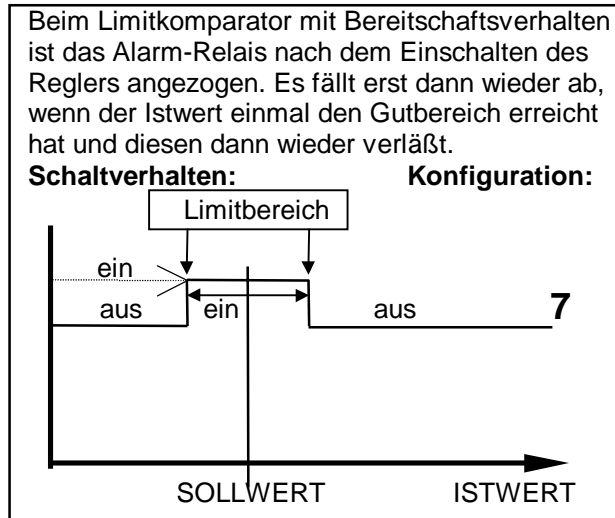 Beim Limitkomparator mit Bereitschaftsverhalten
ist das Alarm-Relais nach dem Einschalten des
Reglers angezogen. Es fällt erst dann wieder ab,
wenn der Istwert einmal den Gutbereich erreicht
hat und diesen dann wieder verläßt.
Schaltverhalten: Konfiguration:
Limitbereich
ein
aus ein aus 7
SOLLWERT ISTWERT